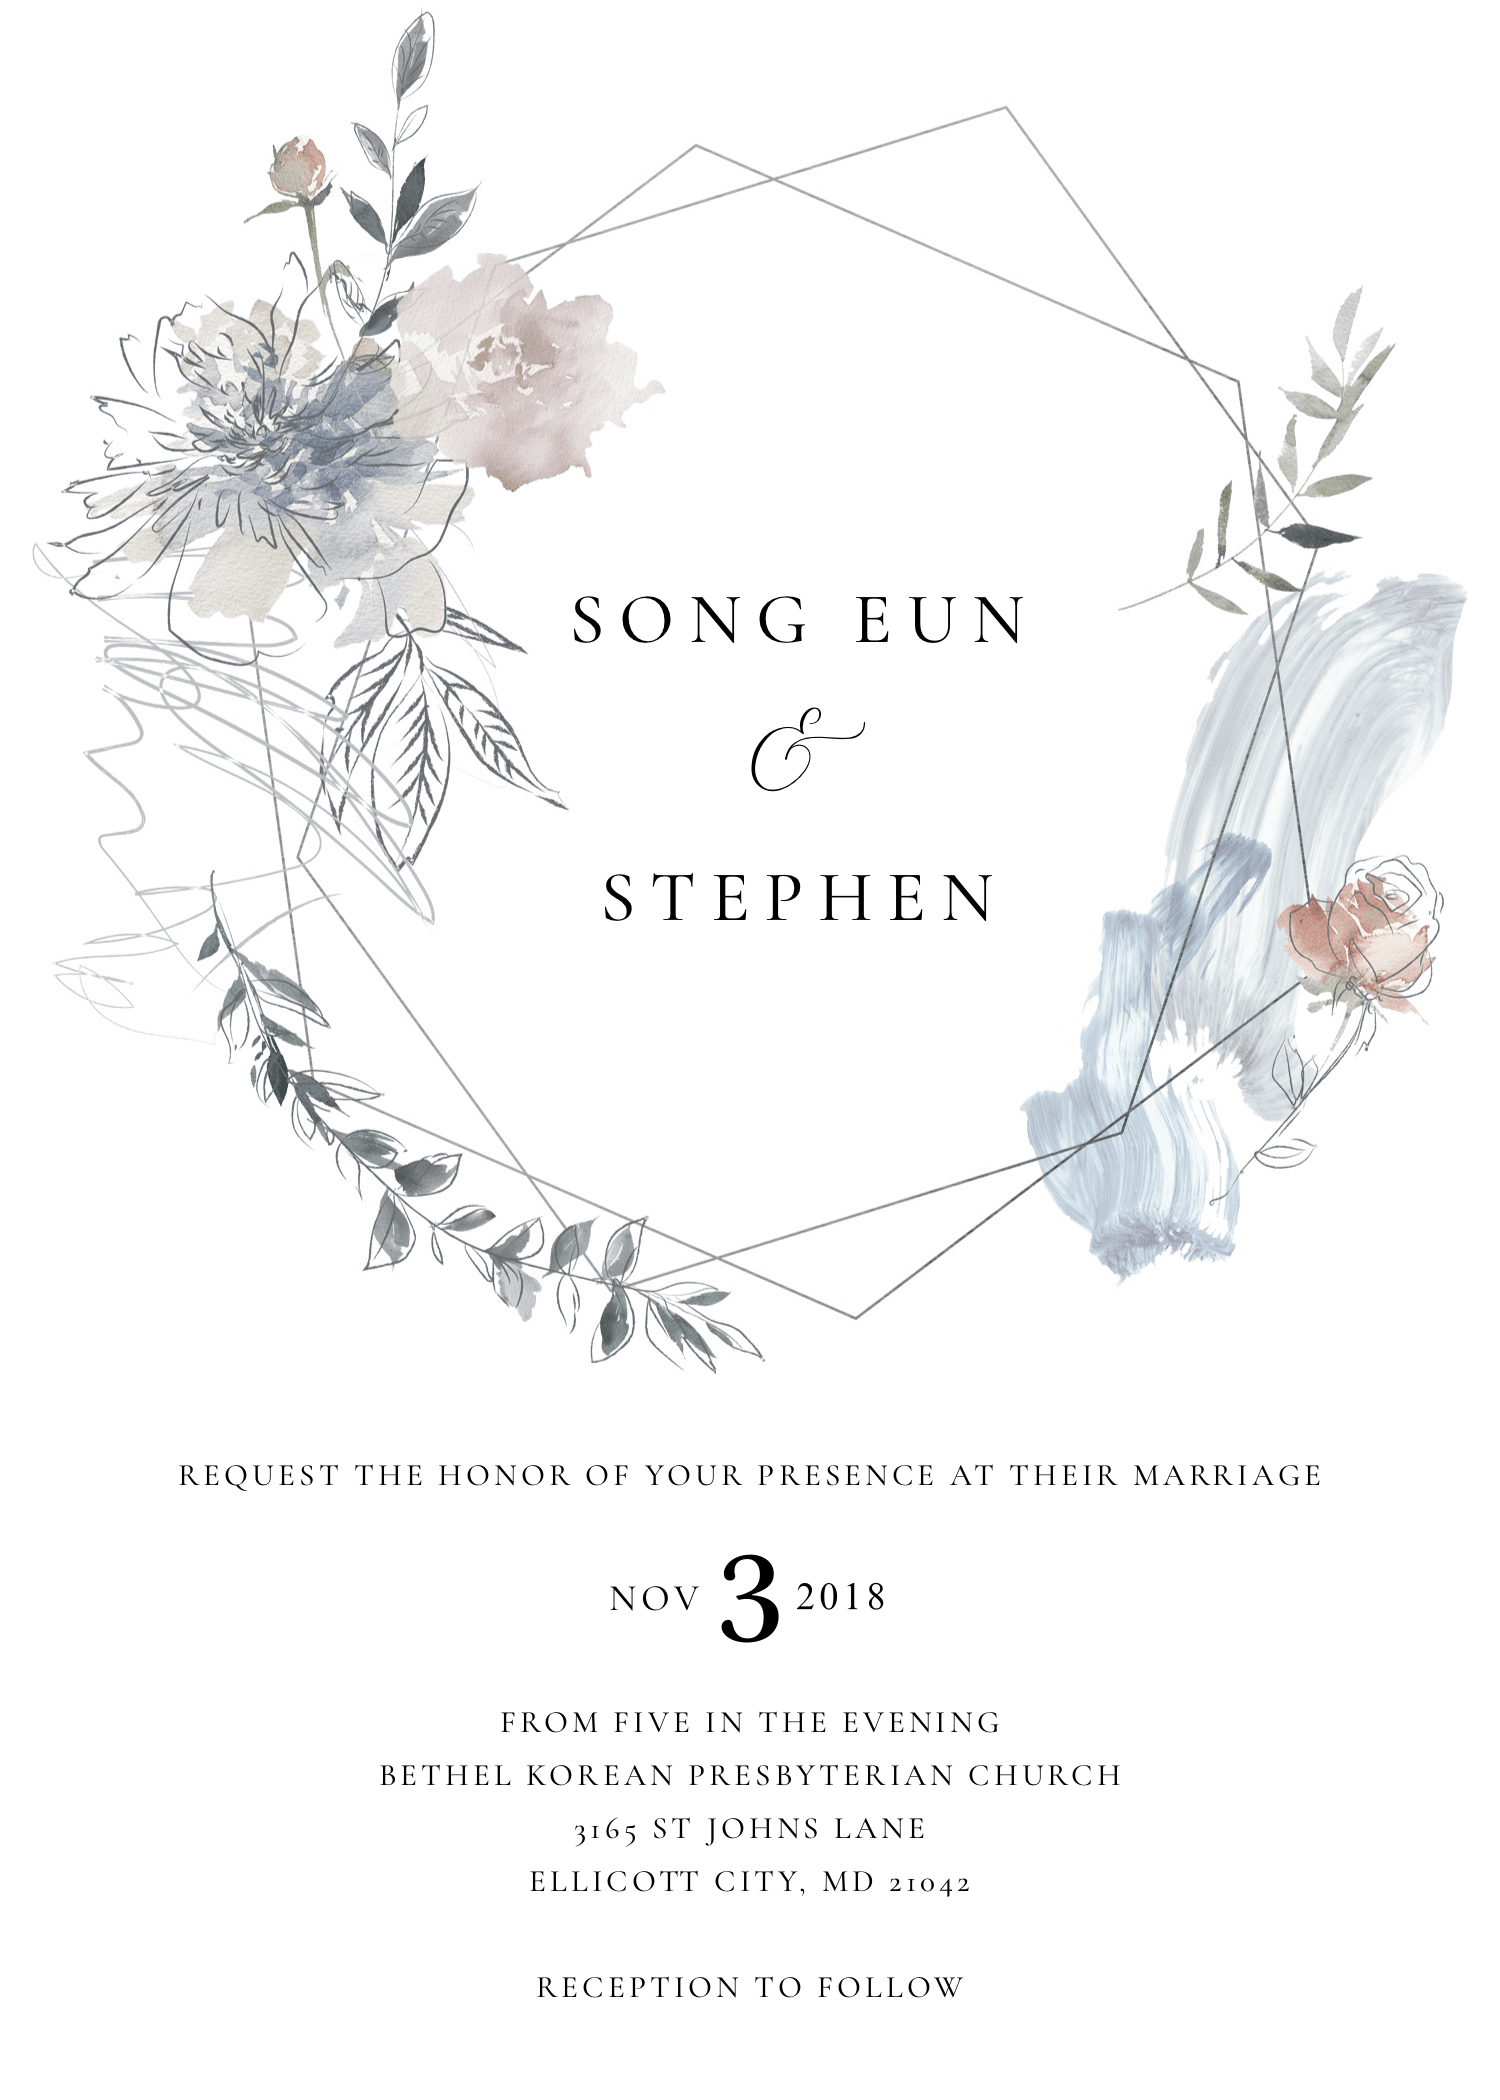 SONG EUN
&
STEPHEN
REQUEST THE HONOR OF YOUR PRESENCE AT THEIR MARRIAGE
NOV 3 2018
FROM FIVE IN THE EVENING
BETHEL KOREAN PRESBYTERIAN CHURCH
3165 ST JOHNS LANE
ELLICOTT CITY, MD 21042
RECEPTION TO FOLLOW